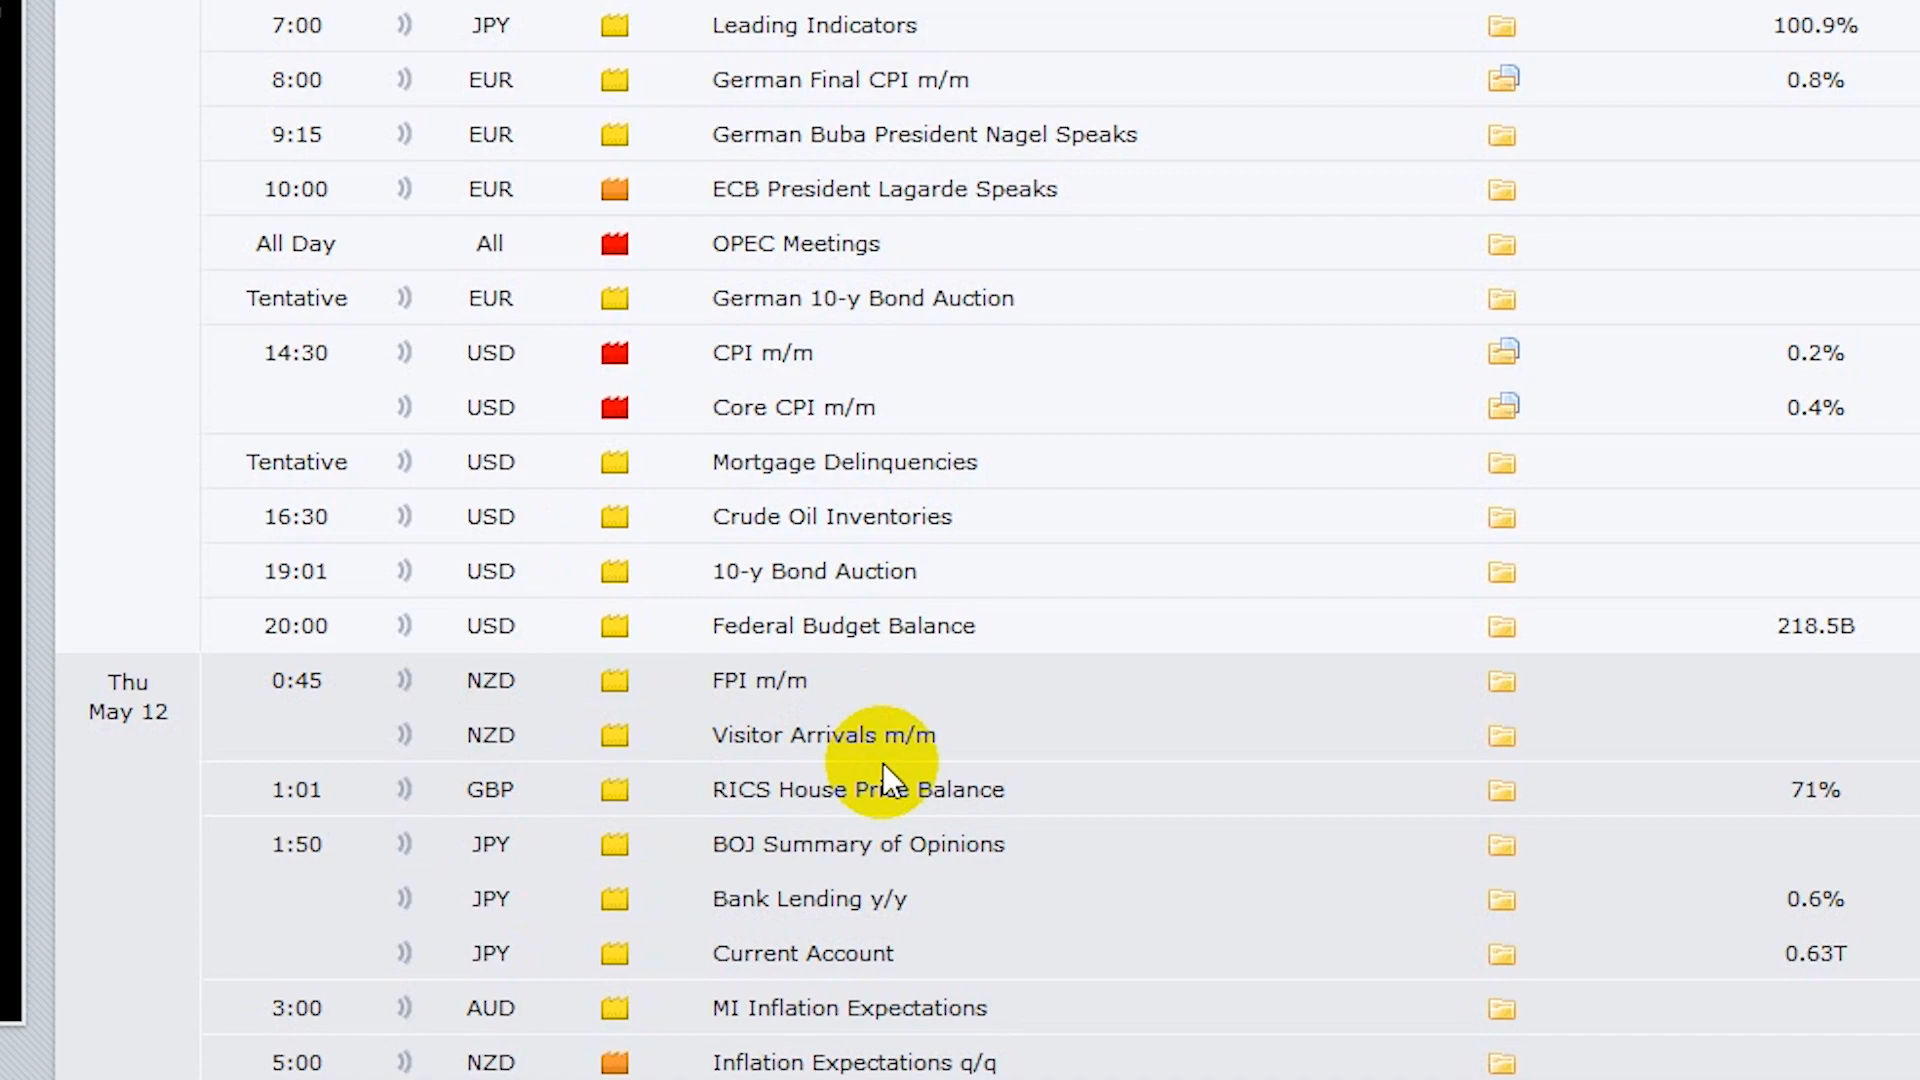 7:00 JPY Leading Indicators 100.9%
8:00 EUR German Final CPI m/m 0.8%
9:15 EUR German Buba President Nagel Speaks
10:00 EUR ECB President Lagarde Speaks
All Day All OPEC Meetings
Tentative EUR German 10-y Bond Auction
14:30 USD CPI m/m 0.2%
USD Core CPI m/m 0.4%
Tentative USD Mortgage Delinquencies
16:30 USD Crude Oil Inventories
19:01 USD 10-y Bond Auction
20:00 USD Federal Budget Balance 218.5B
Thu
May 12
0:45 NZD FPI m/m
NZD Visitor Arrivals m/m
1:01 GBP RICS House Price Balance 71%
1:50 JPY BOJ Summary of Opinions
JPY Bank Lending y/y 0.6%
JPY Current Account 0.63T
3:00 AUD MI Inflation Expectations
5:00 NZD Inflation Expectations q/q